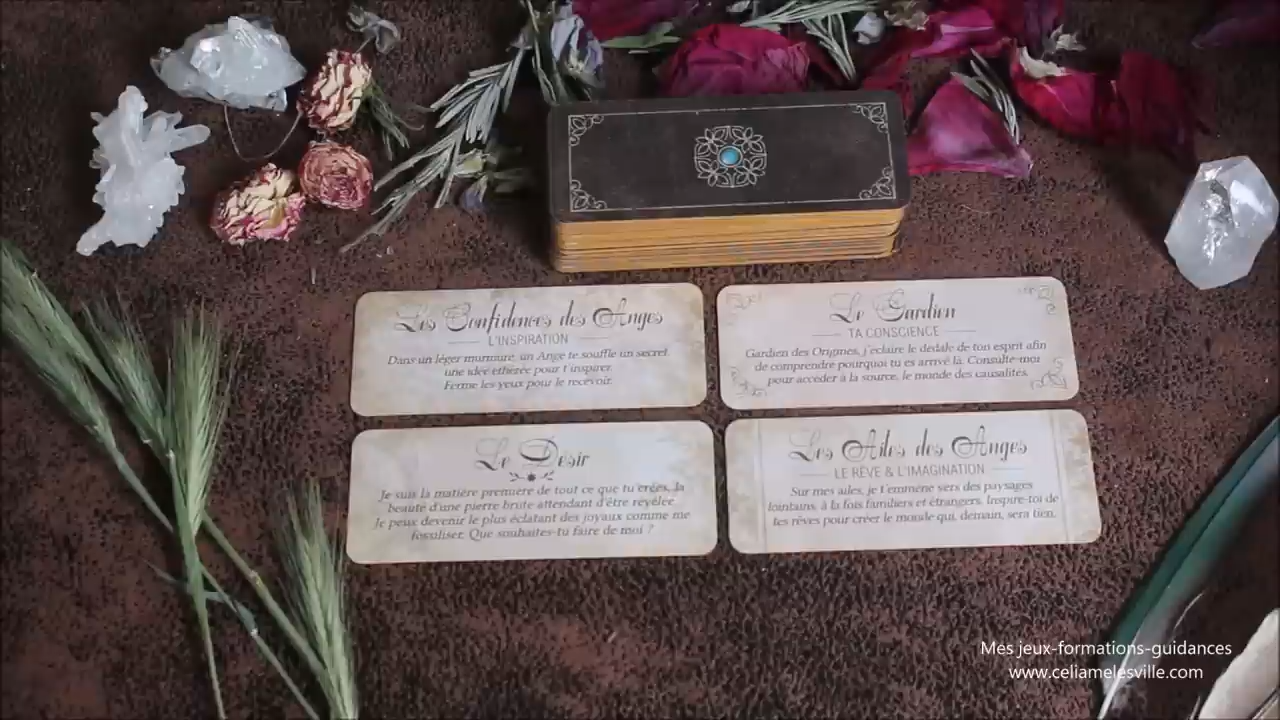 Les Confidences des Anges
L'INSPIRATION
Dans un léger murmure, un Ange te souffle un secret,
une idée éthérée pour t'inspirer.
Ferme les yeux pour le recevoir.
Le Gardien
TA CONSCIENCE
Gardien des Origines, j'éclaire le dédale de ton esprit afin
de comprendre pourquoi tu es arrivé là. Consulte-moi
pour accéder à la source, le monde des causalités.
Le Désir
Je suis la matière première de tout ce que tu crées, la
beauté d'une pierre brute attendant d'être révélée.
Je peux devenir le plus éclatant des joyaux comme me
fossiliser. Que souhaites-tu faire de moi ?
Les Ailes des Anges
LE RÊVE & L'IMAGINATION
Sur mes ailes, je t'emmène vers des paysages
lointains, à la fois familiers et étrangers. Inspire-toi de
tes rêves pour créer le monde qui, demain, sera tien.
Mes jeux-formations-guidances
www.celiamelesville.com